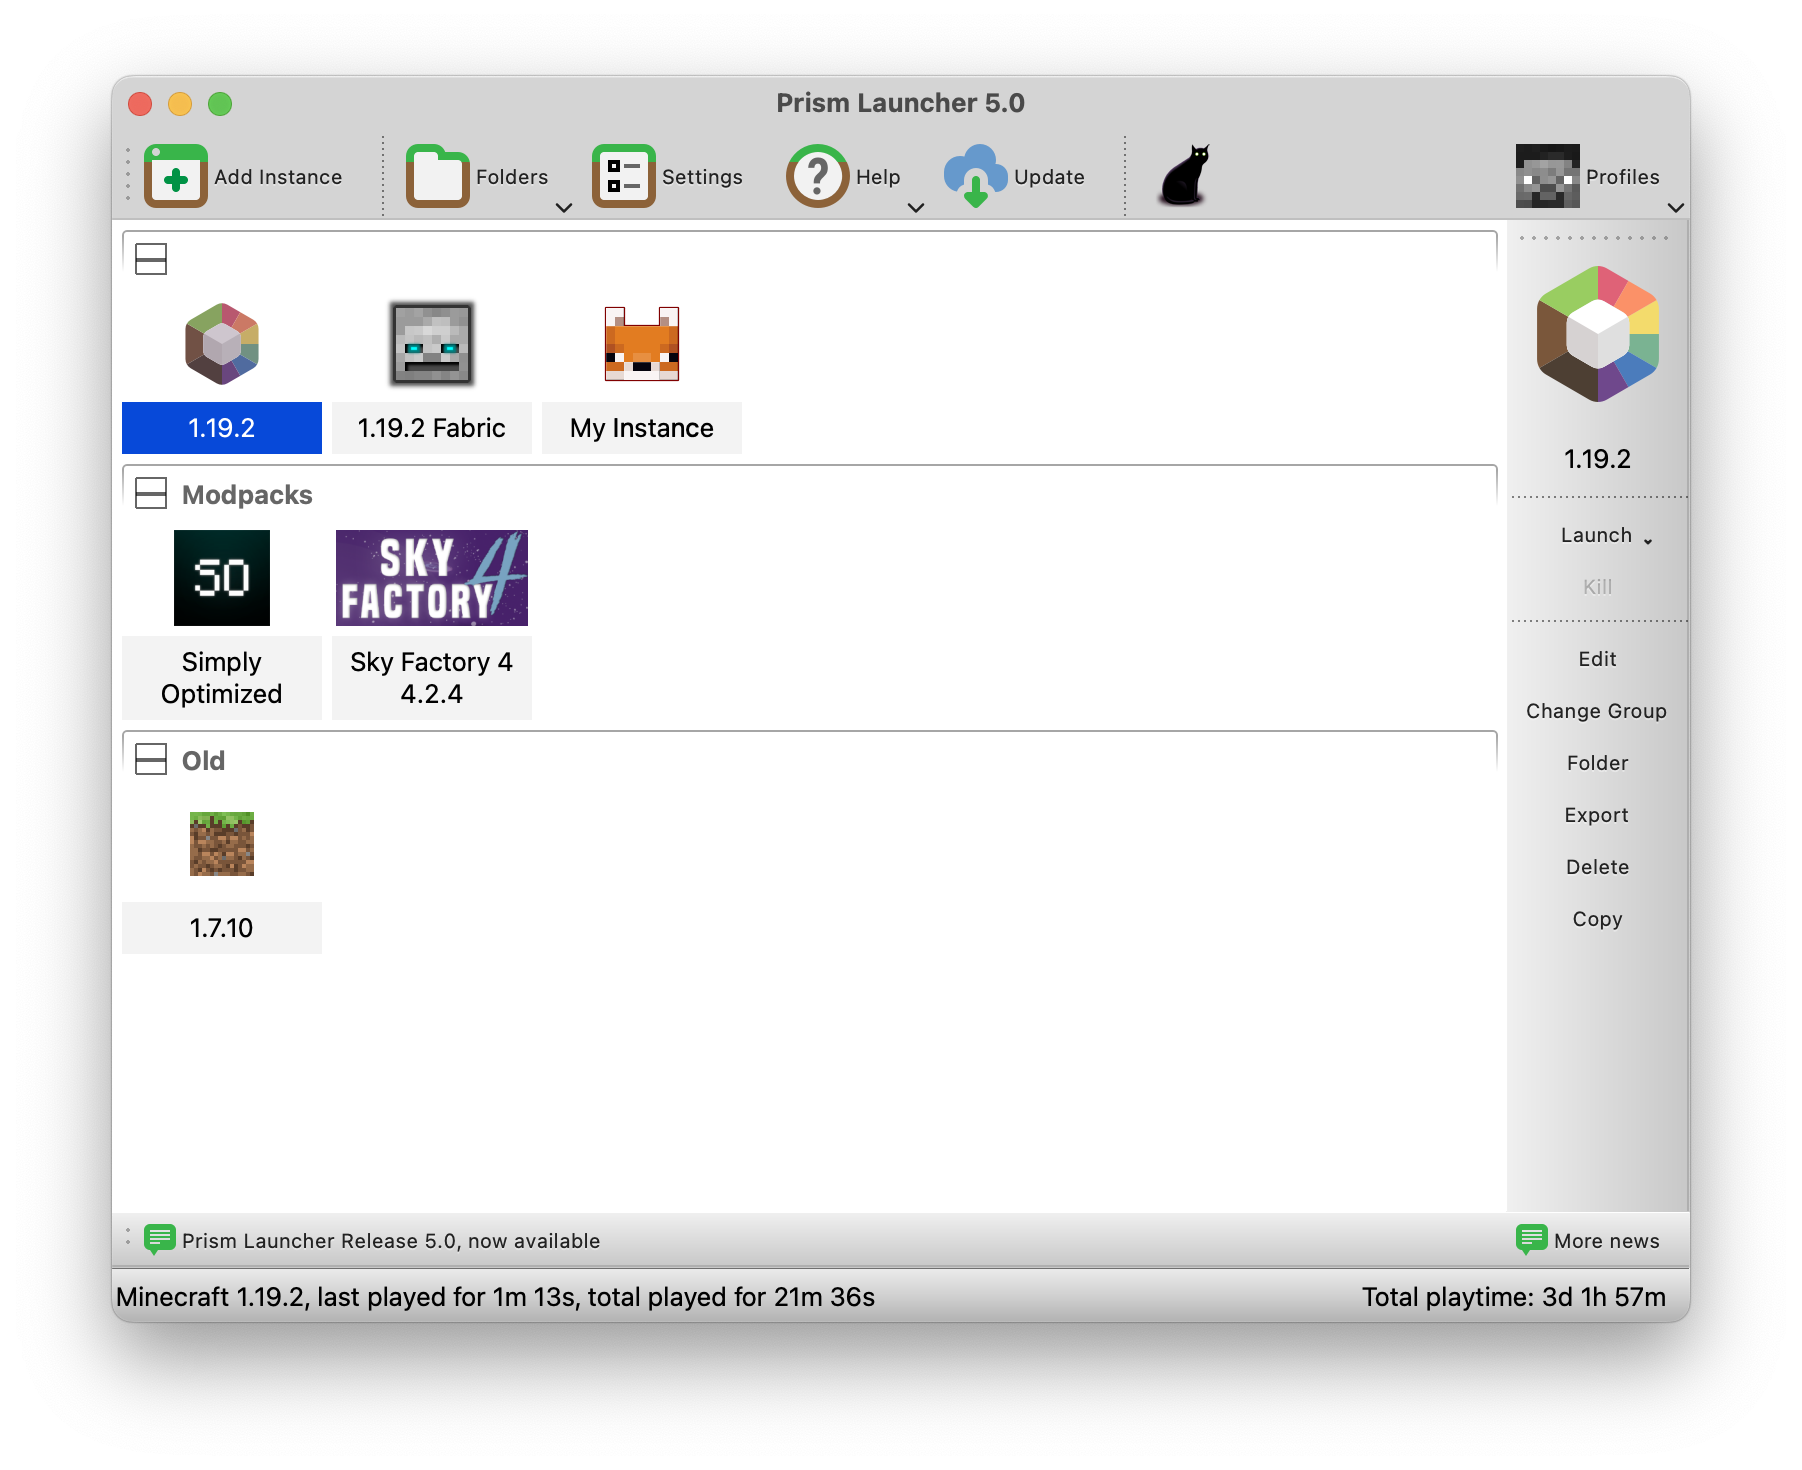 Prism Launcher 5.0
Add Instance
Folders
Settings
Help
Update
Profiles
1.19.2
1.19.2 Fabric
My Instance
Modpacks
SO
SKY
FACTORY 4
Simply
Optimized
Sky Factory 4
4.2.4
Old
1.7.10
1.19.2
Launch
Kill
Edit
Change Group
Folder
Export
Delete
Copy
Prism Launcher Release 5.0, now available
More news
Minecraft 1.19.2, last played for 1m 13s, total played for 21m 36s
Total playtime: 3d 1h 57m